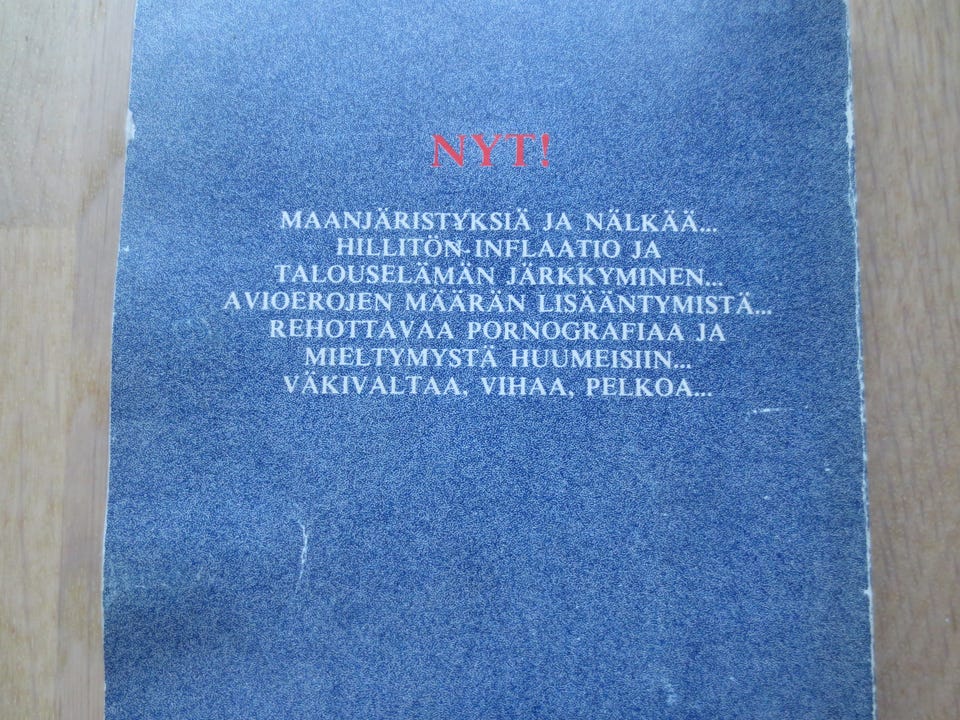 NYT!
MAANJÄRISTYKSIÄ JA NÄLKÄÄ...
HILLITÖN INFLAATIO JA
TALOUSELÄMÄN JÄRKKYMINEN...
AVIOEROJEN MÄÄRÄN LISÄÄNTYMISTÄ...
REHOTTAVAA PORNOGRAFIAA JA
MIELTYMYSTÄ HUUMEISIIN...
VÄKIVALTAA, VIHAA, PELKOA...